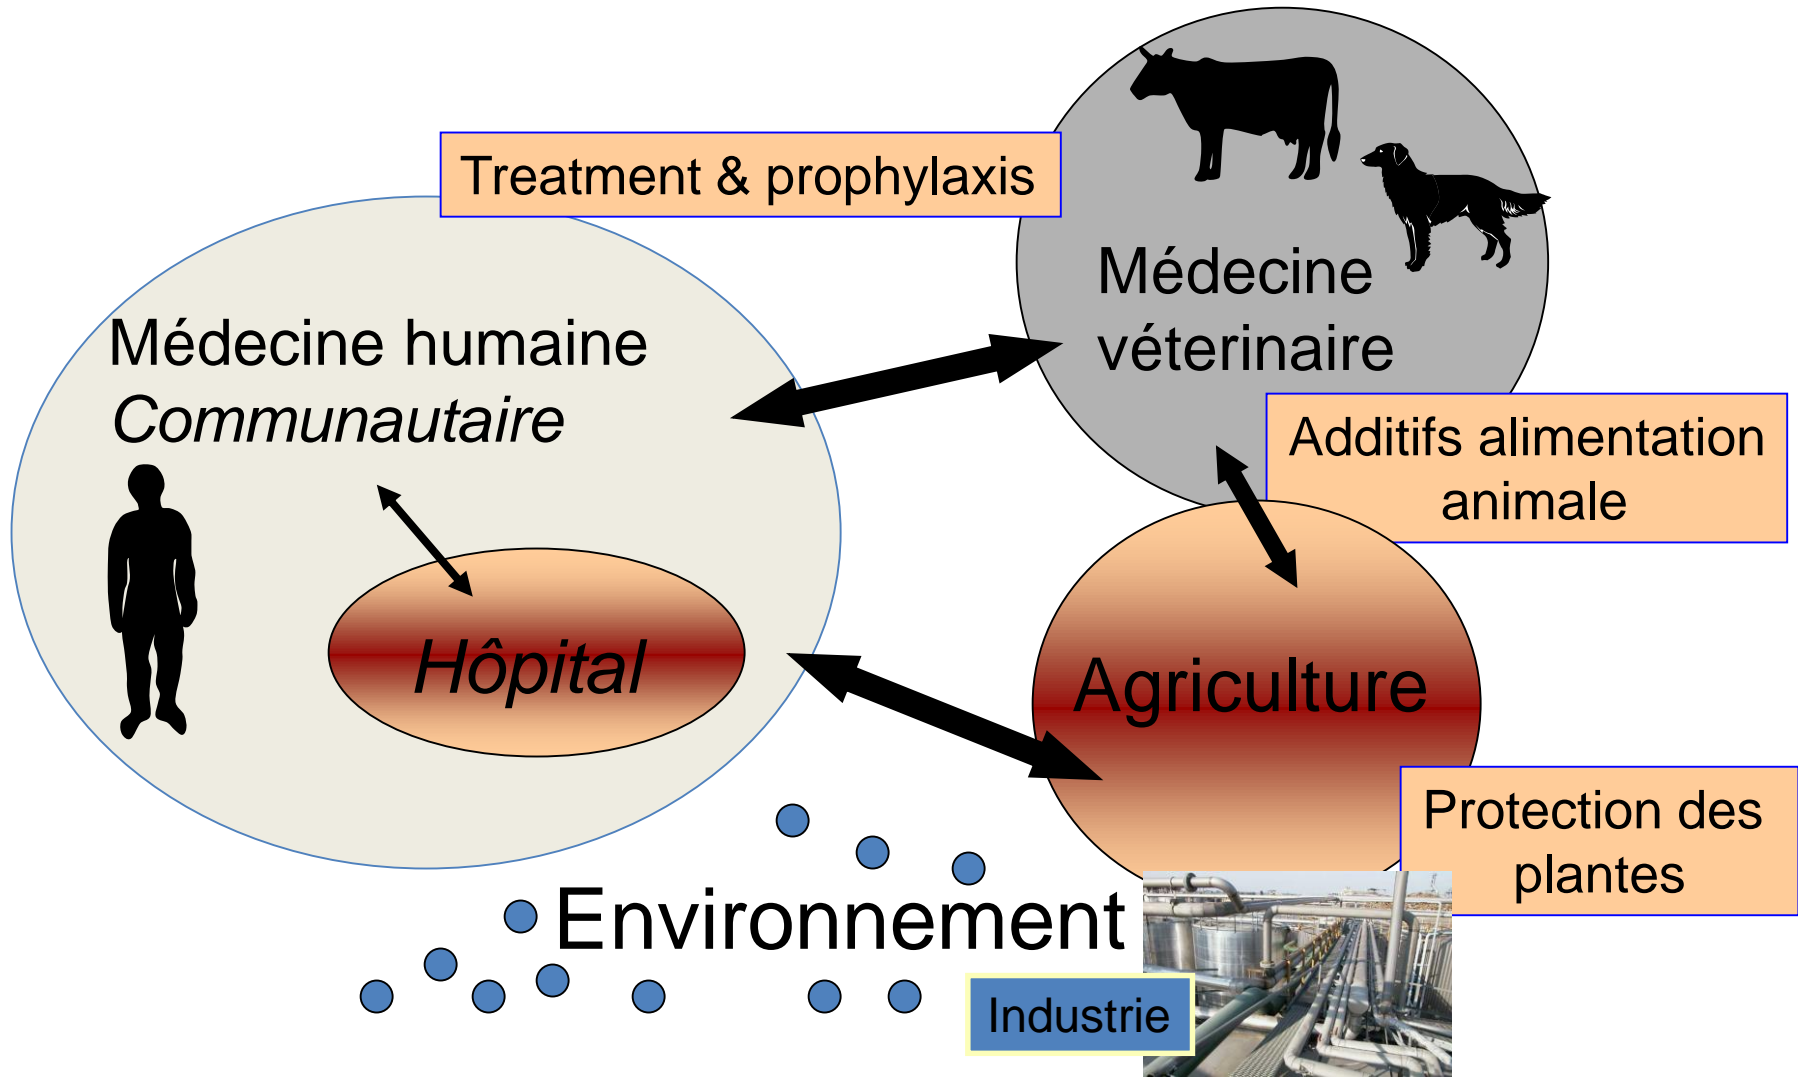 Treatment & prophylaxis
Médecine
véterinaire
Médecine humaine
Communautaire
Additifs alimentation
animale
Hôpital
Agriculture
Protection des
plantes
Environnement
Industrie